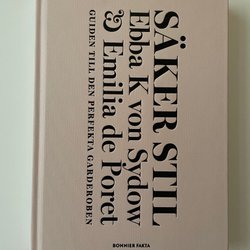 SÄKER STIL
Ebba K von Sydow
& Emilia de Poret
GUIDEN TILL DEN PERFEKTA GARDEROBEN
BONNIER FAKTA